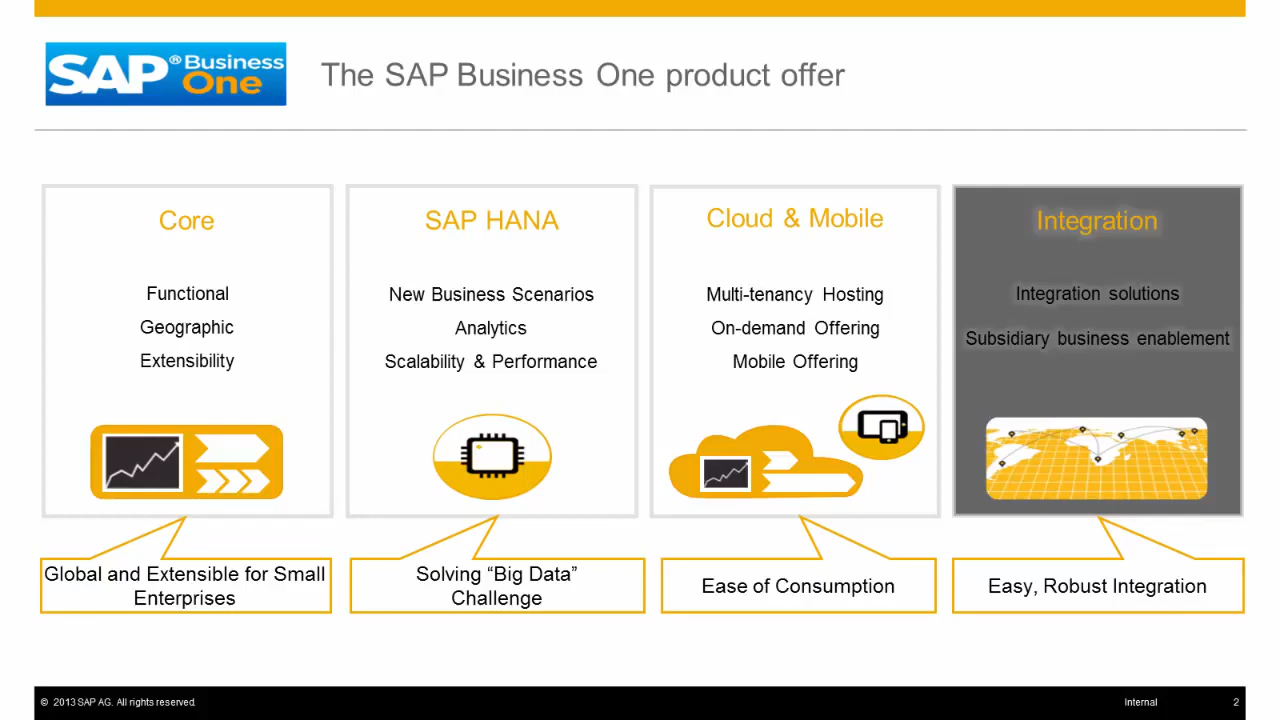 SAP® Business
One
The SAP Business One product offer
Core
Functional
Geographic
Extensibility
SAP HANA
New Business Scenarios
Analytics
Scalability & Performance
Cloud & Mobile
Multi-tenancy Hosting
On-demand Offering
Mobile Offering
Integration
Integration solutions
Subsidiary business enablement
Global and Extensible for Small
Enterprises
Solving “Big Data”
Challenge
Ease of Consumption
Easy, Robust Integration
© 2013 SAP AG. All rights reserved.
Internal
2